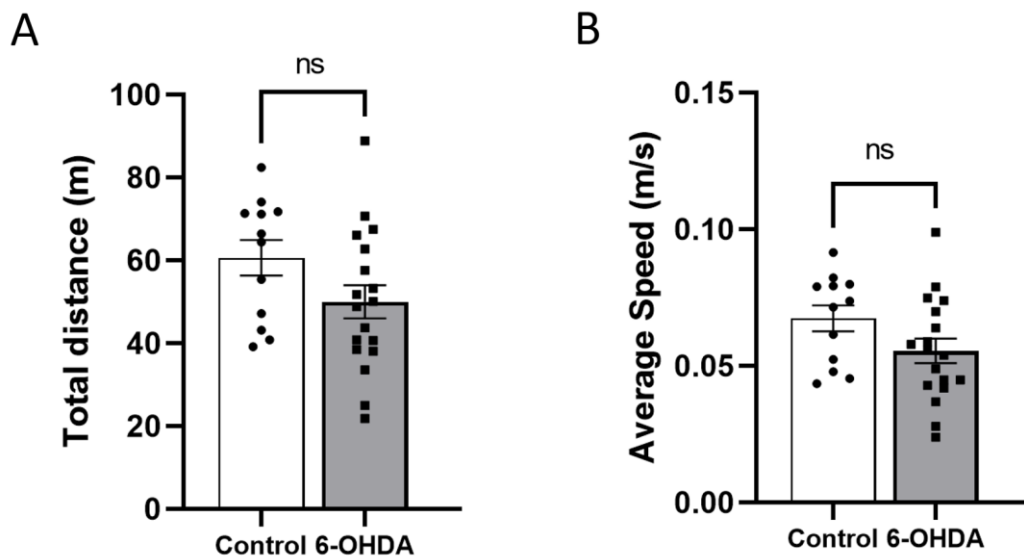 A
Total distance (m)
100
80
60
40
20
0
ns
Control 6-OHDA
B
Average Speed (m/s)
0.15
0.10
0.05
0.00
ns
Control 6-OHDA